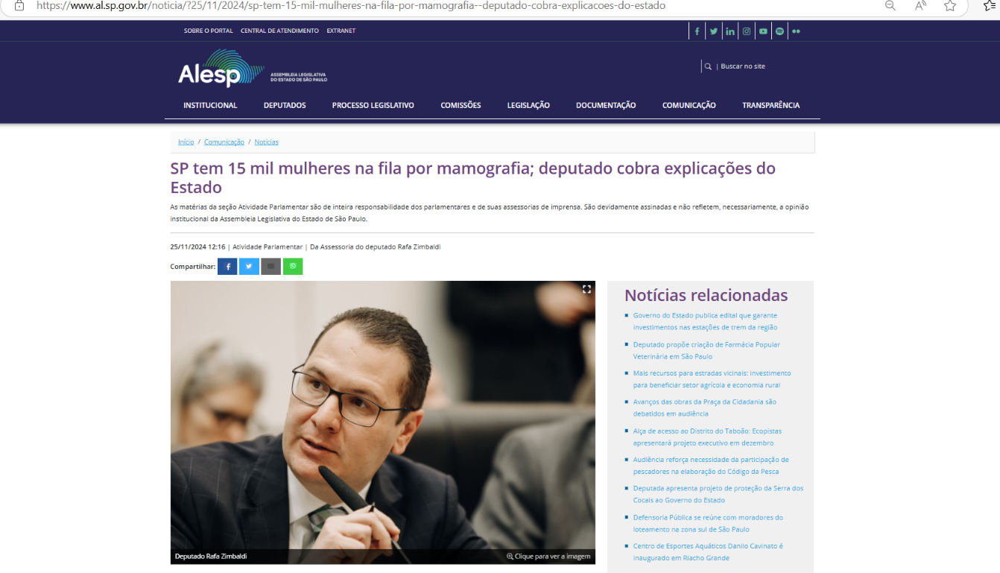 https://www.al.sp.gov.br/noticia/?25/11/2024/sp-tem-15-mil-mulheres-na-fila-por-mamografia--deputado-cobra-explicacoes-do-estado
SOBRE O PORTAL CENTRAL DE ATENDIMENTO EXTRANET
Alesp
ASSEMBLEIA LEGISLATIVA
DO ESTADO DE SÃO PAULO
| Buscar no site
INSTITUCIONAL DEPUTADOS PROCESSO LEGISLATIVO COMISSÕES LEGISLAÇÃO DOCUMENTAÇÃO COMUNICAÇÃO TRANSPARÊNCIA
Início / Comunicação / Notícias
SP tem 15 mil mulheres na fila por mamografia; deputado cobra explicações do
Estado
As matérias da seção Atividade Parlamentar são de inteira responsabilidade dos parlamentares e de suas assessorias de imprensa. São devidamente assinadas e não refletem, necessariamente, a opinião
institucional da Assembleia Legislativa do Estado de São Paulo.
25/11/2024 12:16 | Atividade Parlamentar | Da Assessoria do deputado Rafa Zimbaldi
Compartilhar:
Deputado Rafa Zimbaldi
Clique para ver a imagem
Notícias relacionadas
Governo do Estado publica edital que garante
investimentos nas estações de trem da região
Deputado propõe criação de Farmácia Popular
Veterinária em São Paulo
Mais recursos para estradas vicinais: investimento
para beneficiar setor agrícola e economia rural
Avanços das obras da Praça da Cidadania são
debatidos em audiência
Alça de acesso ao Distrito do Taboão: Ecopistas
apresentará projeto executivo em dezembro
Audiência reforça necessidade da participação de
pescadores na elaboração do Código da Pesca
Deputada apresenta projeto de proteção da Serra dos
Cocais ao Governo do Estado
Defensoria Pública se reúne com moradores do
loteamento na zona sul de São Paulo
Centro de Esportes Aquáticos Danilo Cavinato é
inaugurado em Riacho Grande